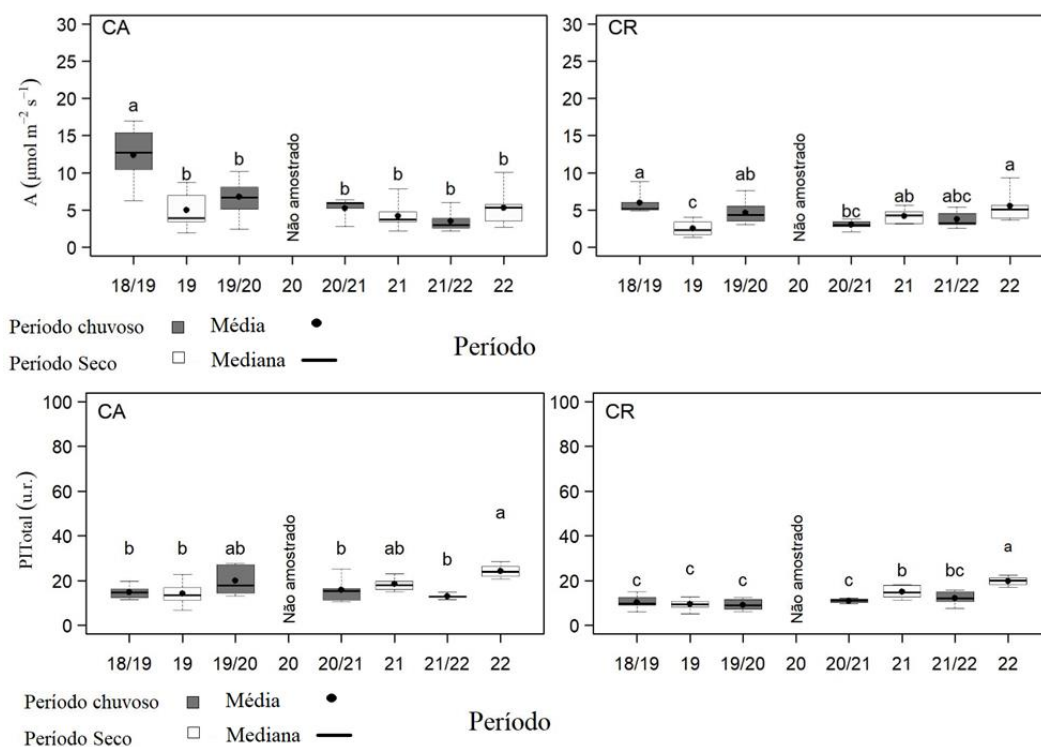 CA
CR
A (μmol m⁻² s⁻¹)
30
25
20
15
10
5
0
a
b
b
Não amostrado
b
b
b
b
18/19 19 19/20 20 20/21 21 21/22 22
30
25
20
15
10
5
0
a
c
ab
Não amostrado
bc
ab
abc
a
18/19 19 19/20 20 20/21 21 21/22 22
Período chuvoso Média
Período Seco Mediana
Período
CA
CR
PITotal (u.r.)
100
80
60
40
20
0
b
b
ab
Não amostrado
b
ab
b
a
18/19 19 19/20 20 20/21 21 21/22 22
100
80
60
40
20
0
c
c
c
Não amostrado
c
b
bc
a
18/19 19 19/20 20 20/21 21 21/22 22
Período chuvoso Média
Período Seco Mediana
Período